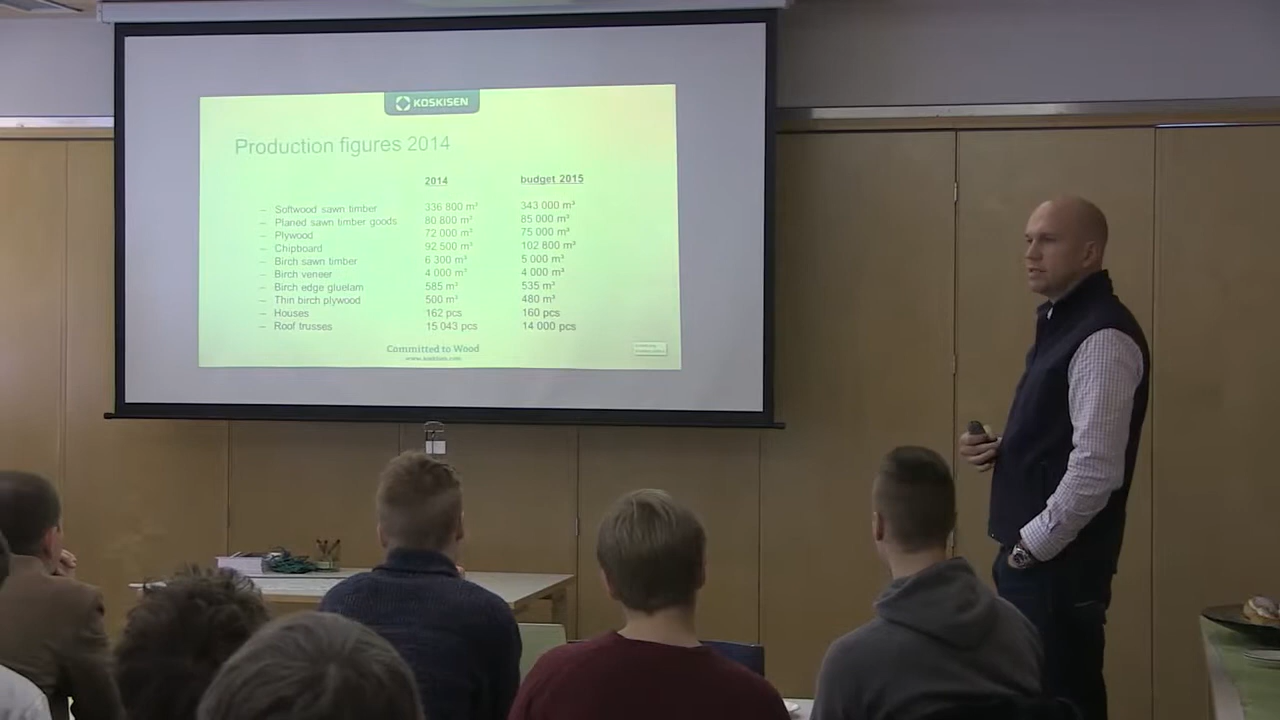 KOSKISEN
Production figures 2014
2014 budget 2015
– Softwood sawn timber 336 800 m³ 343 000 m³
– Planed sawn timber goods 80 800 m³ 85 000 m³
– Plywood 72 000 m³ 75 000 m³
– Chipboard 92 500 m³ 102 800 m³
– Birch sawn timber 6 300 m³ 5 000 m³
– Birch veneer 4 000 m³ 4 000 m³
– Birch edge gluelam 585 m³ 535 m³
– Thin birch plywood 500 m³ 480 m³
– Houses 162 pcs 160 pcs
– Roof trusses 15 043 pcs 14 000 pcs
Committed to Wood
www.koskisen.com